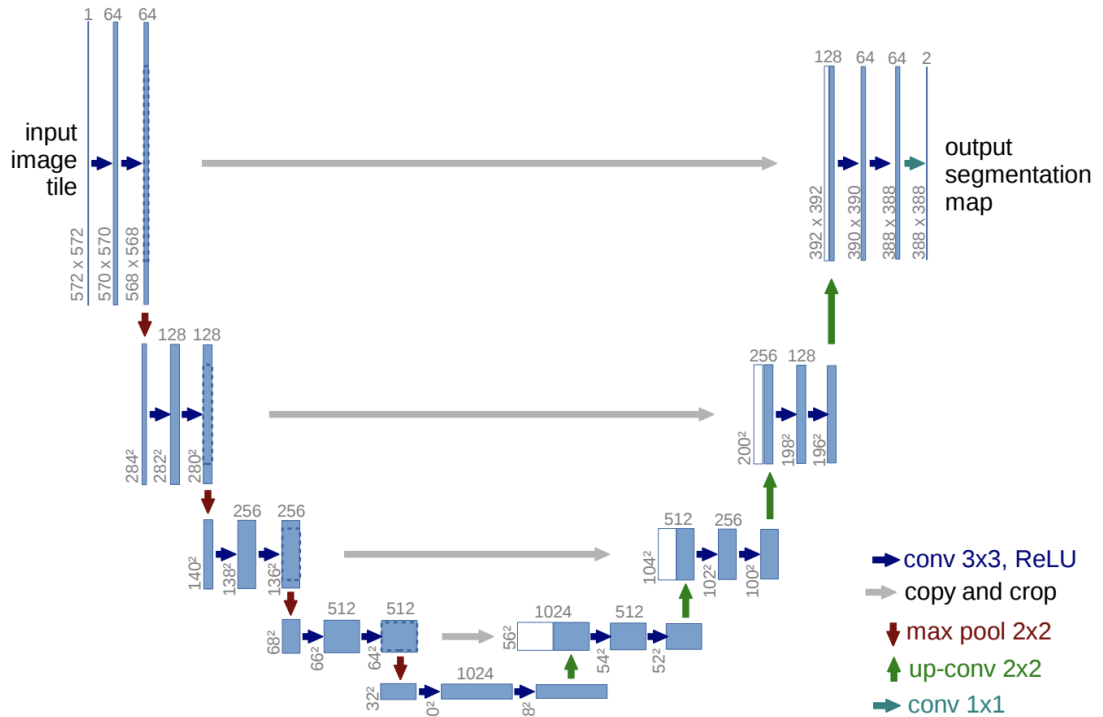 1 64 64
input
image
tile
572 x 572
570 x 570
568 x 568
128 64 64 2
output
segmentation
map
392 x 392
390 x 390
388 x 388
388 x 388
128 128
284²
282²
280²
256 128
200²
198²
196²
256 256
140²
138²
136²
512 256
104²
102²
100²
512 512
68²
66²
64²
1024 512
56²
54²
52²
1024
32²
0²
8²
conv 3x3, ReLU
copy and crop
max pool 2x2
up-conv 2x2
conv 1x1